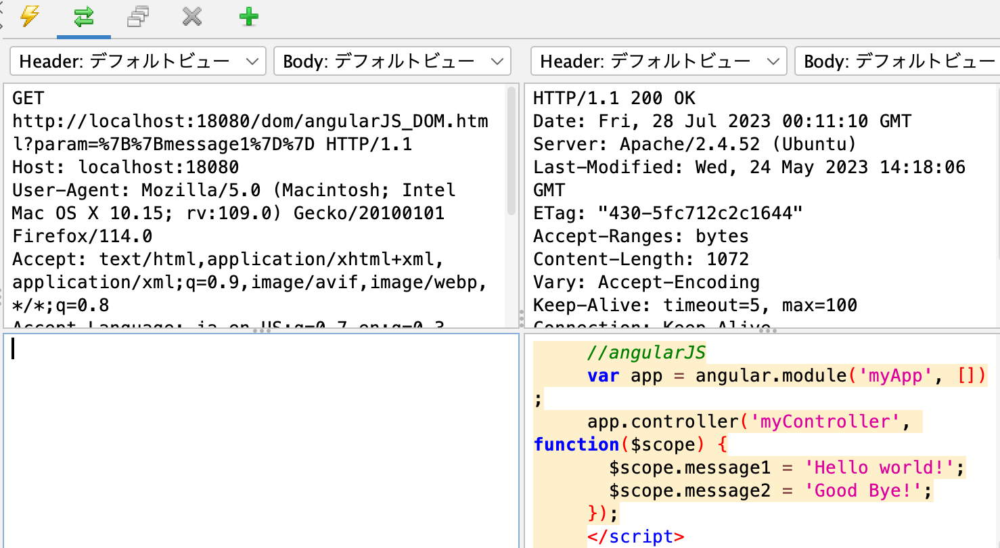 Header: デフォルトビュー
Body: デフォルトビュー
Header: デフォルトビュー
Body: デフォルトビュー
GET
http://localhost:18080/dom/angularJS_DOM.htm
l?param=%7B%7Bmessage1%7D%7D HTTP/1.1
Host: localhost:18080
User-Agent: Mozilla/5.0 (Macintosh; Intel
Mac OS X 10.15; rv:109.0) Gecko/20100101
Firefox/114.0
Accept: text/html,application/xhtml+xml,
application/xml;q=0.9,image/avif,image/webp,
*/*;q=0.8
Accept-Language: ja,en-US;q=0.7,en;q=0.3
HTTP/1.1 200 OK
Date: Fri, 28 Jul 2023 00:11:10 GMT
Server: Apache/2.4.52 (Ubuntu)
Last-Modified: Wed, 24 May 2023 14:18:06
GMT
ETag: "430-5fc712c2c1644"
Accept-Ranges: bytes
Content-Length: 1072
Vary: Accept-Encoding
Keep-Alive: timeout=5, max=100
Connection: Keep-Alive
//angularJS
var app = angular.module('myApp', [])
;
app.controller('myController',
function($scope) {
$scope.message1 = 'Hello world!';
$scope.message2 = 'Good Bye!';
});
</script>